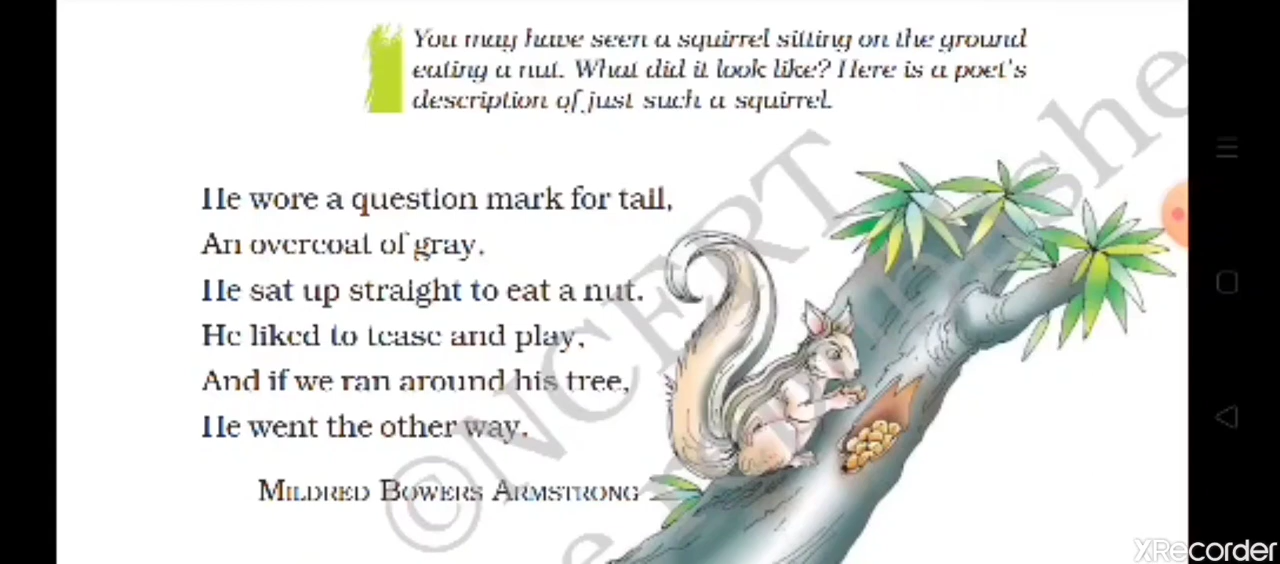 You may have seen a squirrel sitting on the ground
eating a nut. What did it look like? Here is a poet's
description of just such a squirrel.
He wore a question mark for tail,
An overcoat of gray,
He sat up straight to eat a nut.
He liked to tease and play,
And if we ran around his tree,
He went the other way.
MILDRED BOWERS ARMSTRONG
©NCERT
XRecorder